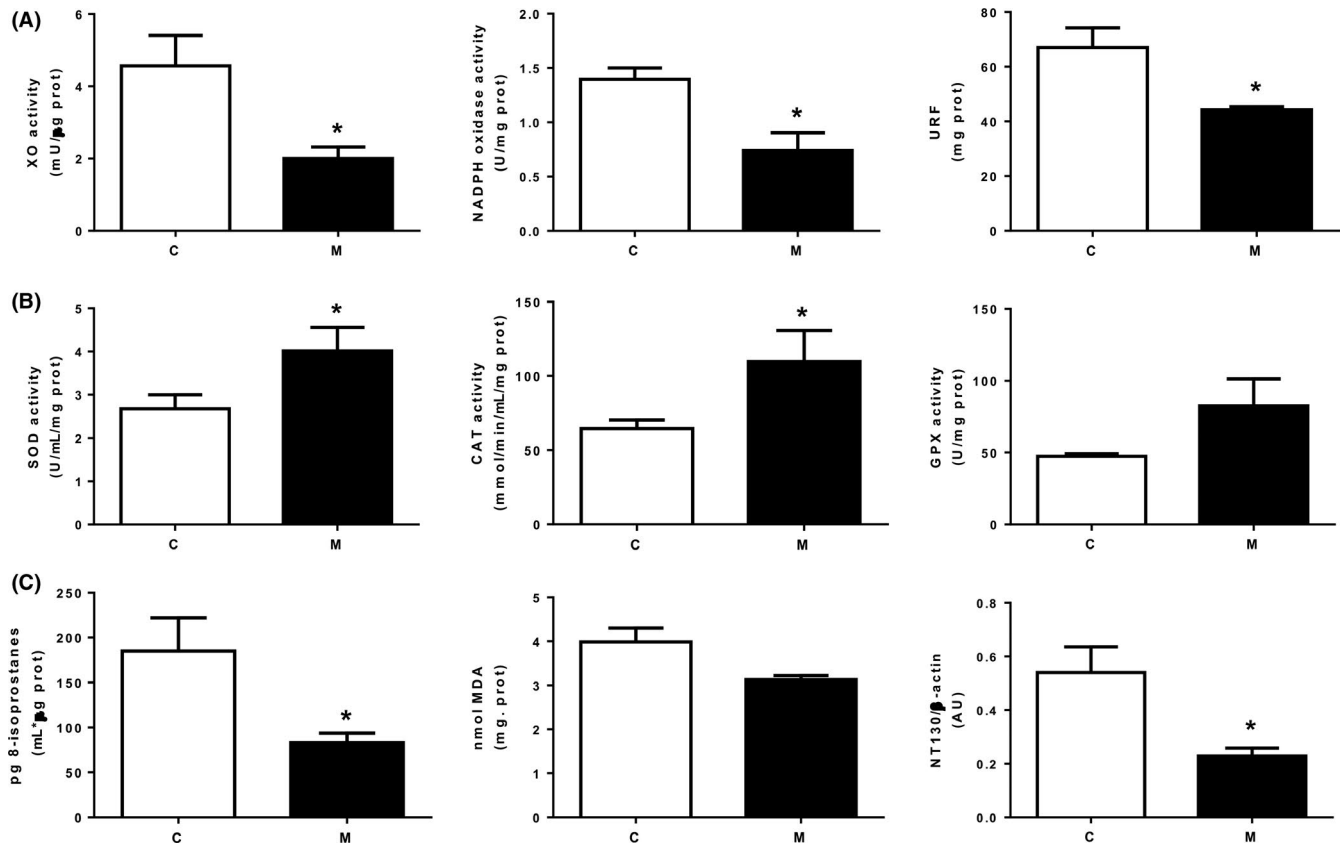 (A)
XO activity
(mU/μg prot)
6
4
2
0
C
M
*
NADPH oxidase activity
(U/mg prot)
2.0
1.5
1.0
0.5
0.0
C
M
*
URF
(mg prot)
80
60
40
20
0
C
M
*
(B)
SOD activity
(U/mL/mg prot)
5
4
3
2
1
0
C
M
*
CAT activity
(mmol/min/mL/mg prot)
150
100
50
0
C
M
*
GPX activity
(U/mg prot)
150
100
50
0
C
M
(C)
pg 8-isoprostanes
(mL*μg prot)
250
200
150
100
50
0
C
M
*
nmol MDA
(mg. prot)
5
4
3
2
1
0
C
M
NT130/β-actin
(AU)
0.8
0.6
0.4
0.2
0.0
C
M
*